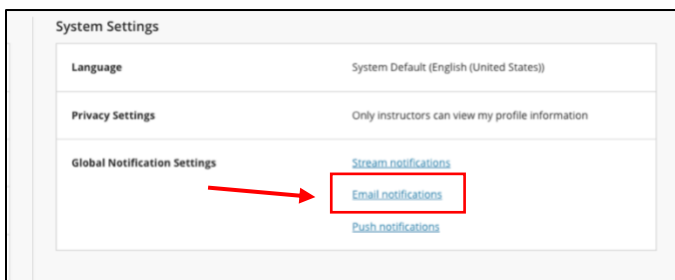 System Settings
Language System Default (English (United States))
Privacy Settings Only instructors can view my profile information
Global Notification Settings Stream notifications
Email notifications
Push notifications